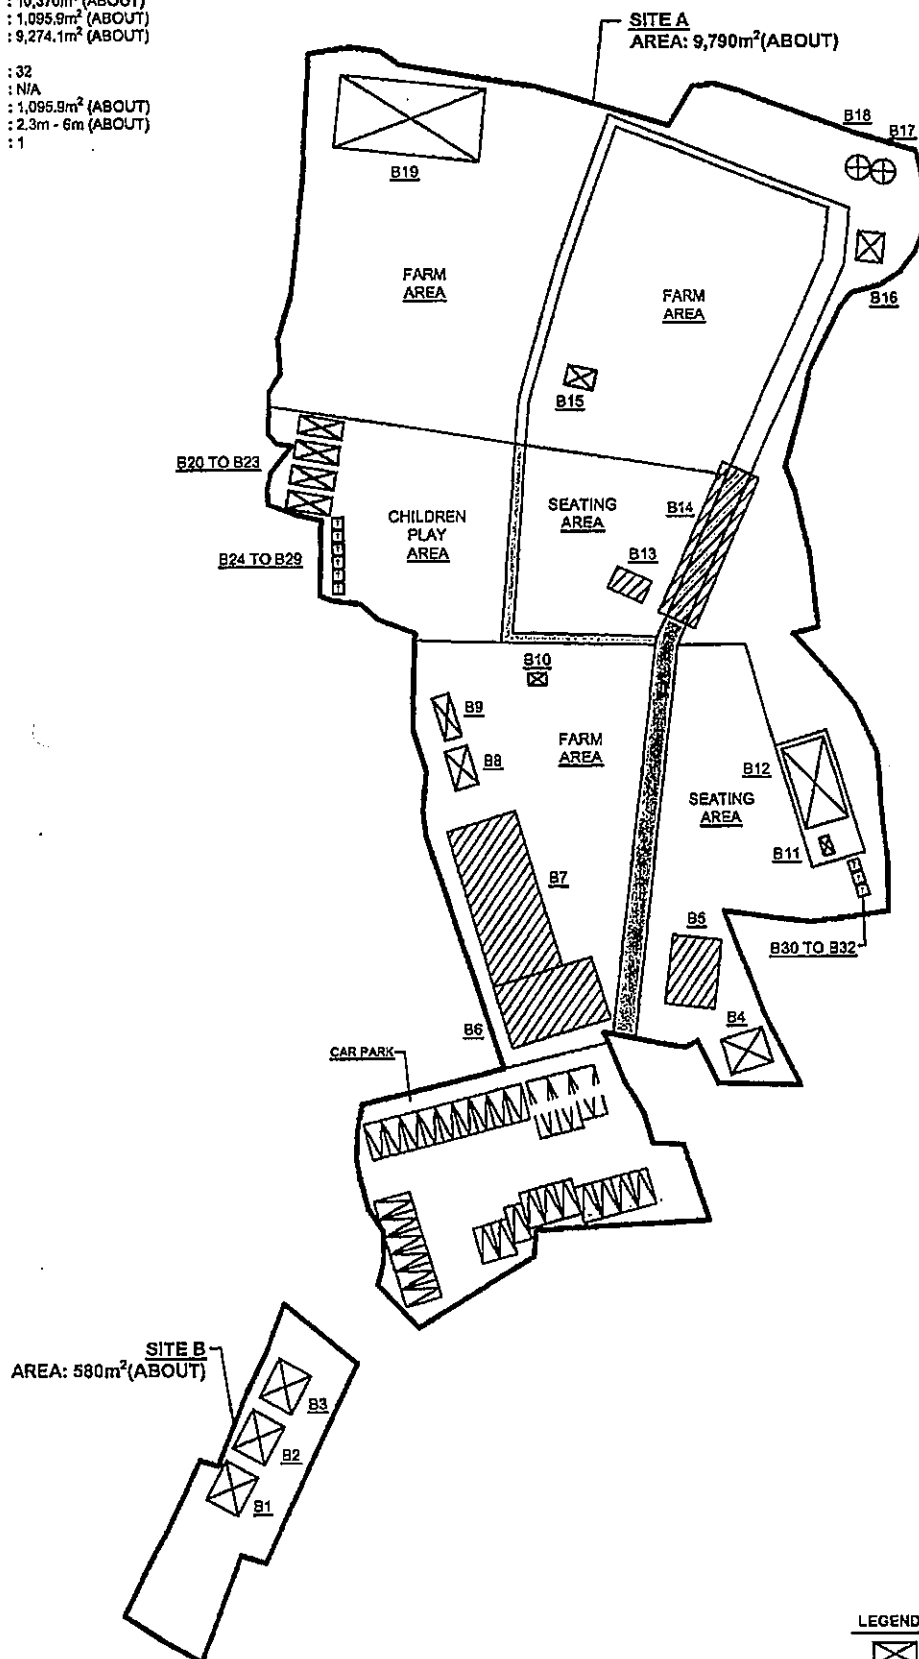 : 10,370m² (ABOUT)
: 1,095.9m² (ABOUT)
: 9,274.1m² (ABOUT)
: 32
: N/A
: 1,095.9m² (ABOUT)
: 2.3m - 6m (ABOUT)
: 1
SITE A
AREA: 9,790m²(ABOUT)
B18
B17
B19
B16
FARM
AREA
FARM
AREA
B15
B20 TO B23
CHILDREN
PLAY
AREA
SEATING
AREA
B14
B13
B24 TO B29
B10
B9
B8
FARM
AREA
B12
SEATING
AREA
B11
B7
B5
B30 TO B32
B6
B4
CAR PARK
SITE B
AREA: 580m²(ABOUT)
B3
B2
B1
LEGEND